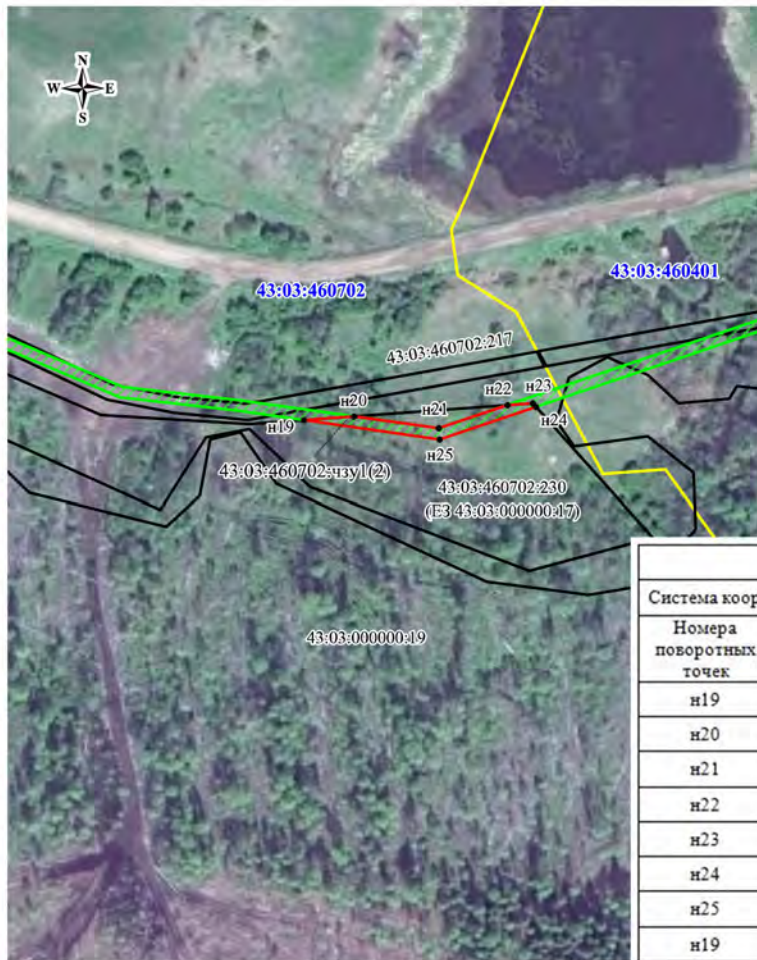 N
W E
S
43:03:460702
43:03:460401
43:03:460702:217
н19
н20
н21
н22
н23
н24
н25
43:03:460702:чзу1(2)
43:03:460702:230
(ЕЗ 43:03:000000:17)
43:03:000000:19
Система коор
Номера
поворотных
точек
н19
н20
н21
н22
н23
н24
н25
н19